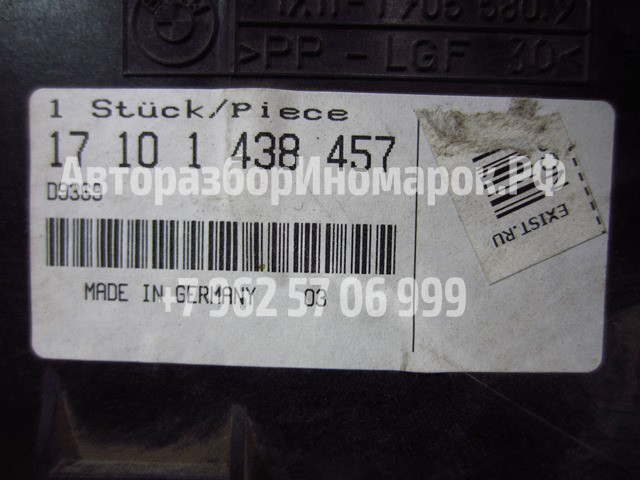 >PP-LGF 30<
1 Stück/Piece
17 10 1 438 457
АвторазборИномарок.РФ
D9369
EXIST.RU
+7 962 57 06 999
MADE IN GERMANY 03